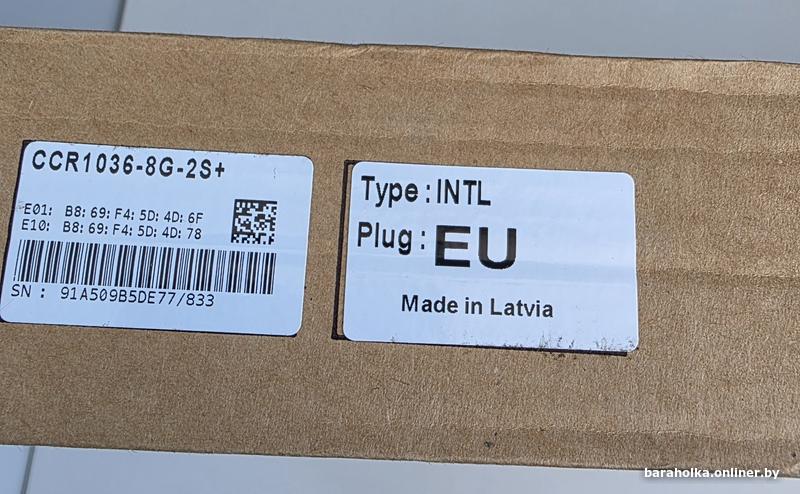 CCR1036-8G-2S+
E01: B8: 69: F4: 5D: 4D: 6F
E10: B8: 69: F4: 5D: 4D: 78
SN : 91A509B5DE77/833
Type : INTL
Plug : EU
Made in Latvia
baraholka.onliner.by